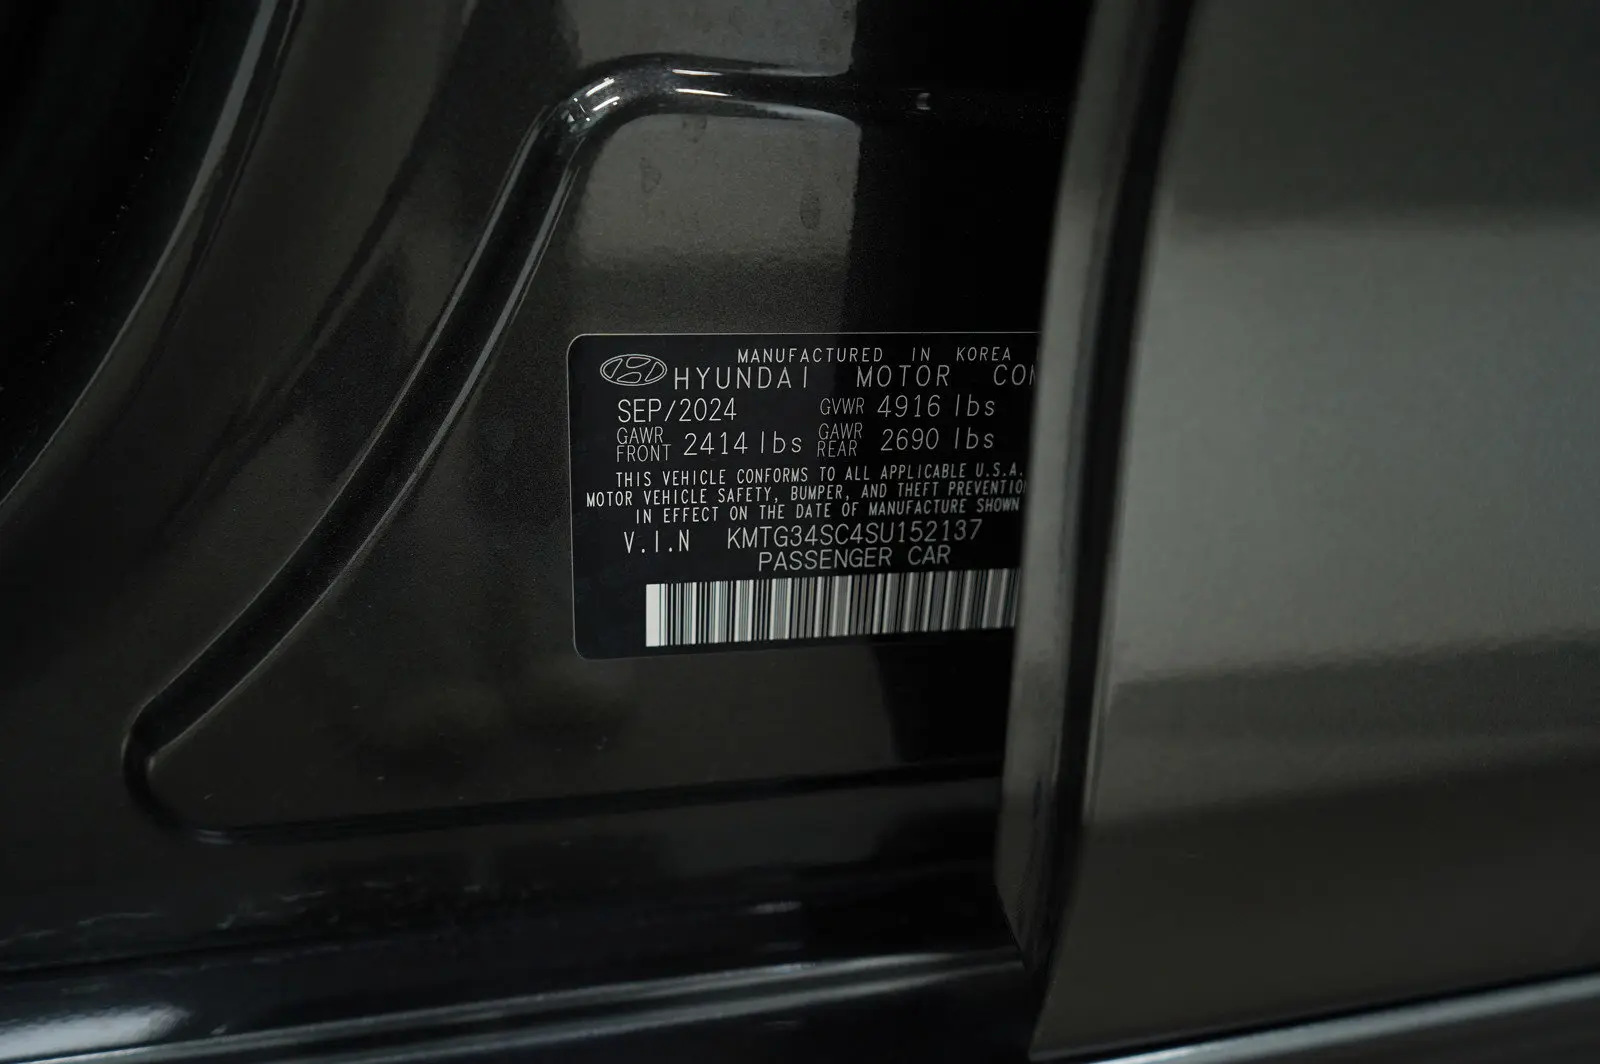 MANUFACTURED IN KOREA
HYUNDAI MOTOR
SEP/2024 GVWR 4916 lbs
GAWR FRONT 2414 lbs GAWR REAR 2690 lbs
THIS VEHICLE CONFORMS TO ALL APPLICABLE U.S.A.
MOTOR VEHICLE SAFETY, BUMPER, AND THEFT PREVENTIO
IN EFFECT ON THE DATE OF MANUFACTURE SHOWN
V.I.N KMTG34SC4SU152137
PASSENGER CAR